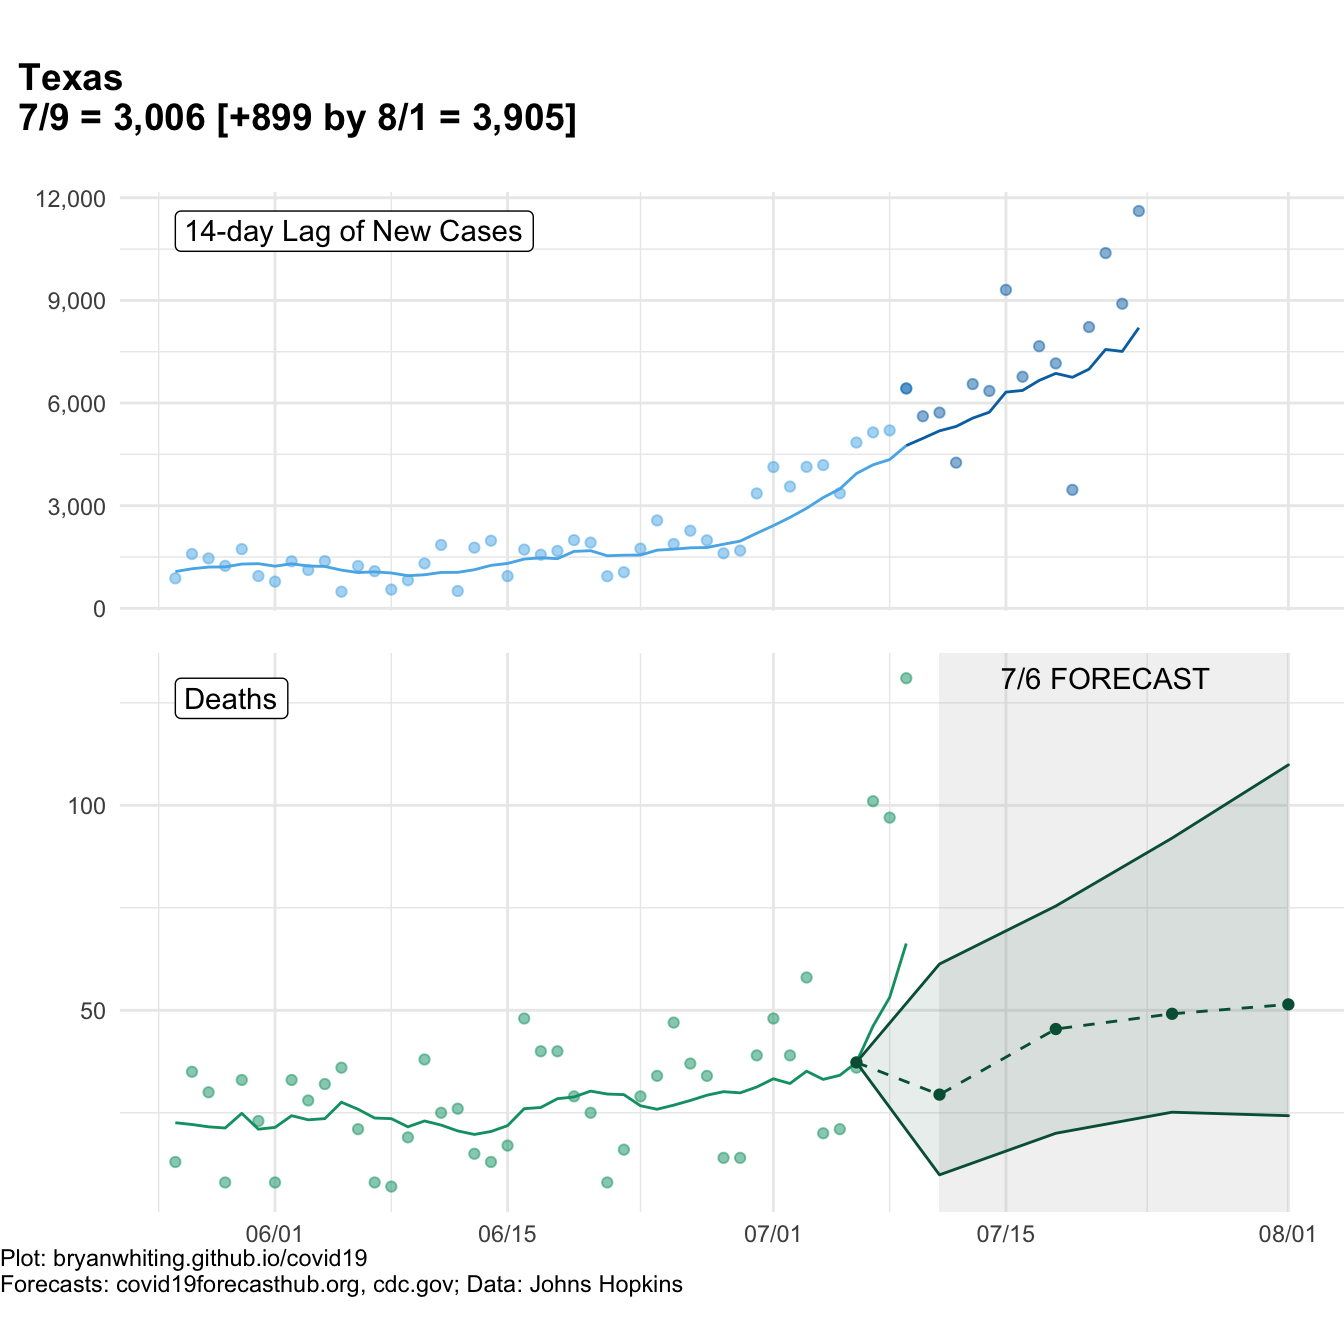 Texas
7/9 = 3,006 [+899 by 8/1 = 3,905]
12,000
14-day Lag of New Cases
9,000
6,000
3,000
0
7/6 FORECAST
Deaths
100
50
06/01 06/15 07/01 07/15 08/01
Plot: bryanwhiting.github.io/covid19
Forecasts: covid19forecasthub.org, cdc.gov; Data: Johns Hopkins